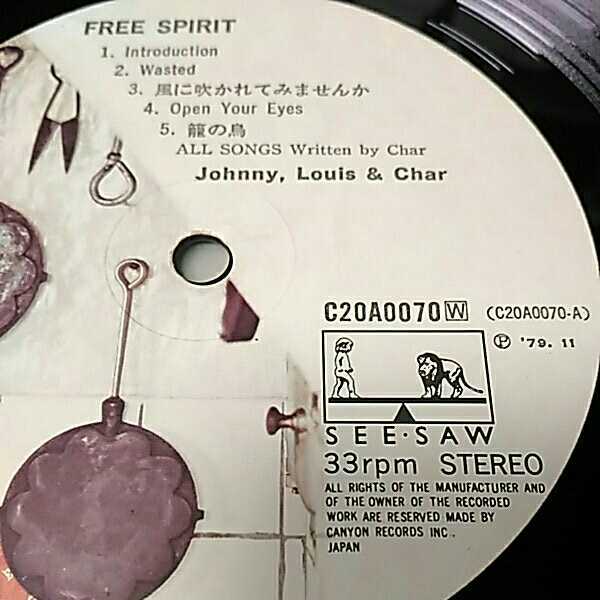 FREE SPIRIT
1. Introduction
2. Wasted
3. 風に吹かれてみませんか
4. Open Your Eyes
5. 籠の鳥
ALL SONGS Written by Char
Johnny, Louis & Char
C20A0070 W (C20A0070-A)
Ⓟ '79. 11
SEE·SAW
33rpm STEREO
ALL RIGHTS OF THE MANUFACTURER AND
OF THE OWNER OF THE RECORDED
WORK ARE RESERVED MADE BY
CANYON RECORDS INC.,
JAPAN